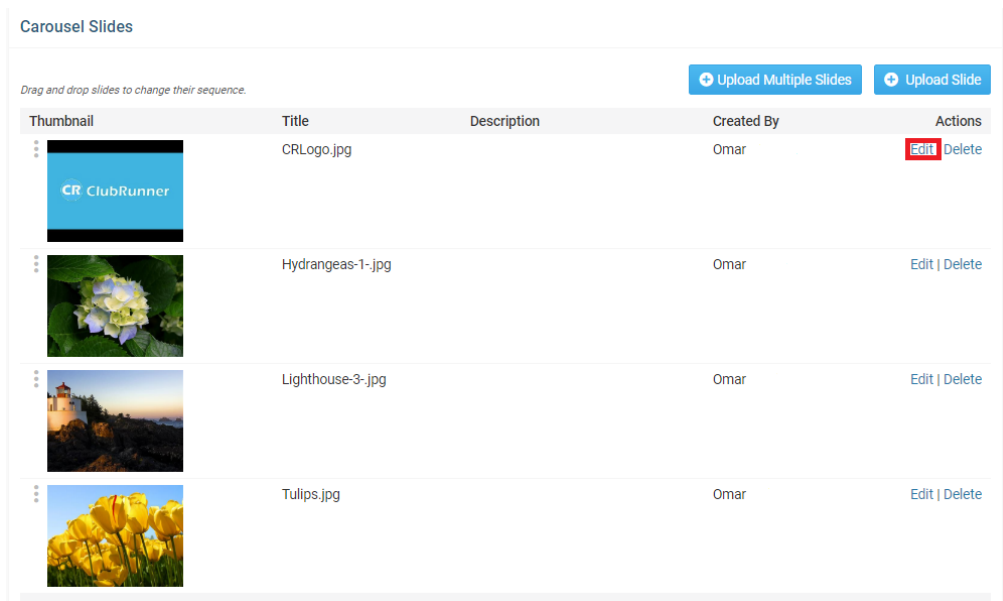 Carousel Slides
Upload Multiple Slides Upload Slide
Drag and drop slides to change their sequence.
Thumbnail Title Description Created By Actions
CRLogo.jpg Omar Edit Delete
CR ClubRunner
Hydrangeas-1-.jpg Omar Edit | Delete
Lighthouse-3-.jpg Omar Edit | Delete
Tulips.jpg Omar Edit | Delete